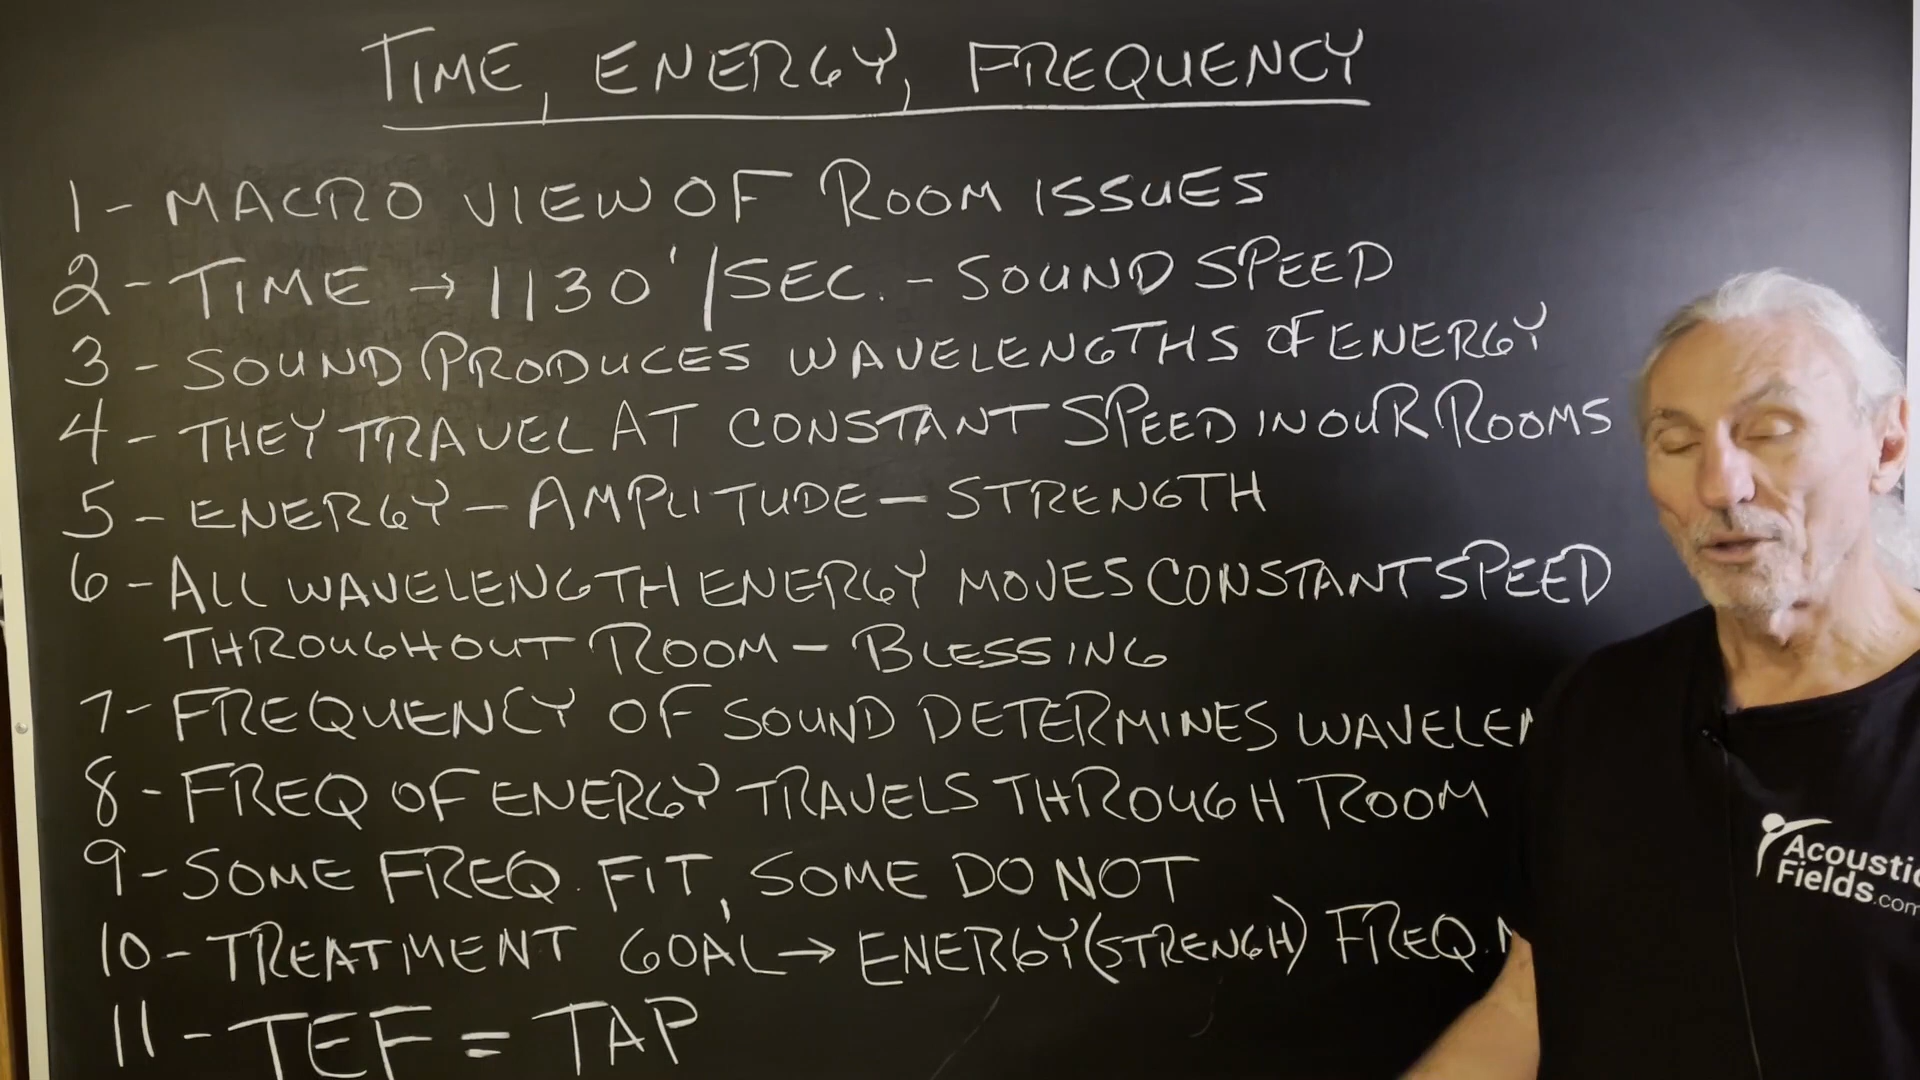 TIME, ENERGY, FREQUENCY
1 - MACRO VIEW OF ROOM ISSUES
2 - TIME → 1130'/SEC. - SOUND SPEED
3 - SOUND PRODUCES WAVELENGTHS OF ENERGY
4 - THEY TRAVEL AT CONSTANT SPEED IN OUR ROOMS
5 - ENERGY - AMPLITUDE - STRENGTH
6 - ALL WAVELENGTH ENERGY MOVES CONSTANT SPEED
THROUGHOUT ROOM - BLESSING
7 - FREQUENCY OF SOUND DETERMINES
8 - FREQ OF ENERGY TRAVELS THROUGH ROOM
9 - SOME FREQ. FIT, SOME DO NOT
10 - TREATMENT GOAL → ENERGY (STRENGH) FREQ.
11 - TEF = TAP
Acoustic
Fields.com